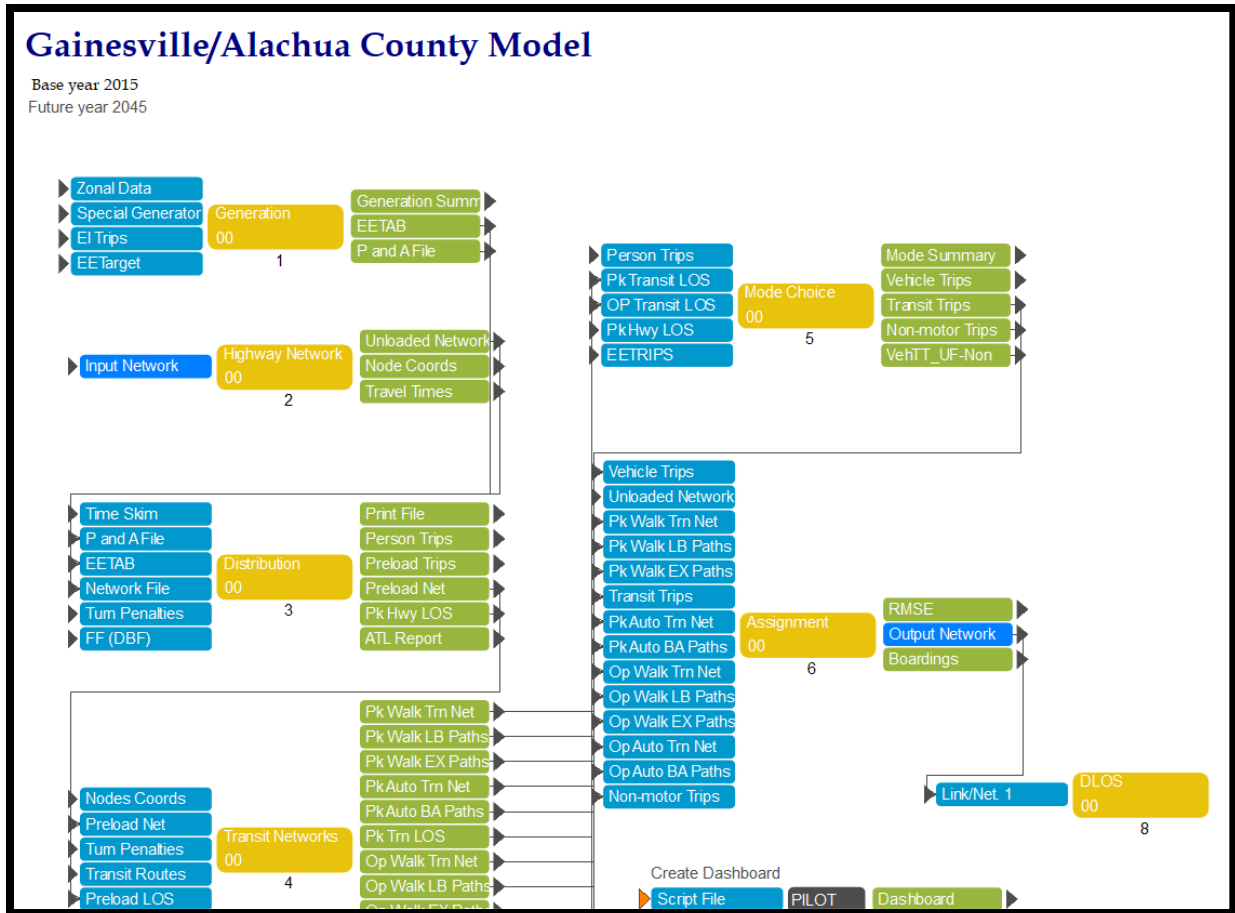 Gainesville/Alachua County Model
Base year 2015
Future year 2045
Zonal Data
Special Generator
EI Trips
EETarget
Generation
00
1
Generation Summ
EETAB
P and A File
Input Network
Highway Network
00
2
Unloaded Network
Node Coords
Travel Times
Time Skim
P and A File
EETAB
Network File
Turn Penalties
FF (DBF)
Distribution
00
3
Print File
Person Trips
Preload Trips
Preload Net
Pk Hwy LOS
ATL Report
Nodes Coords
Preload Net
Turn Penalties
Transit Routes
Preload LOS
Transit Networks
00
4
Pk Walk Trn Net
Pk Walk LB Paths
Pk Walk EX Paths
Pk Auto Trn Net
Pk Auto BA Paths
Pk Trn LOS
Op Walk Trn Net
Op Walk LB Paths
Person Trips
Pk Transit LOS
OP Transit LOS
Pk Hwy LOS
EETRIPS
Mode Choice
00
5
Mode Summary
Vehicle Trips
Transit Trips
Non-motor Trips
VehTT_UF-Non
Vehicle Trips
Unloaded Network
Pk Walk Trn Net
Pk Walk LB Paths
Pk Walk EX Paths
Transit Trips
Pk Auto Trn Net
Pk Auto BA Paths
Op Walk Trn Net
Op Walk LB Paths
Op Walk EX Paths
Op Auto Trn Net
Op Auto BA Paths
Non-motor Trips
Assignment
00
6
RMSE
Output Network
Boardings
Link/Net. 1
DLOS
00
8
Create Dashboard
Script File
PILOT
Dashboard